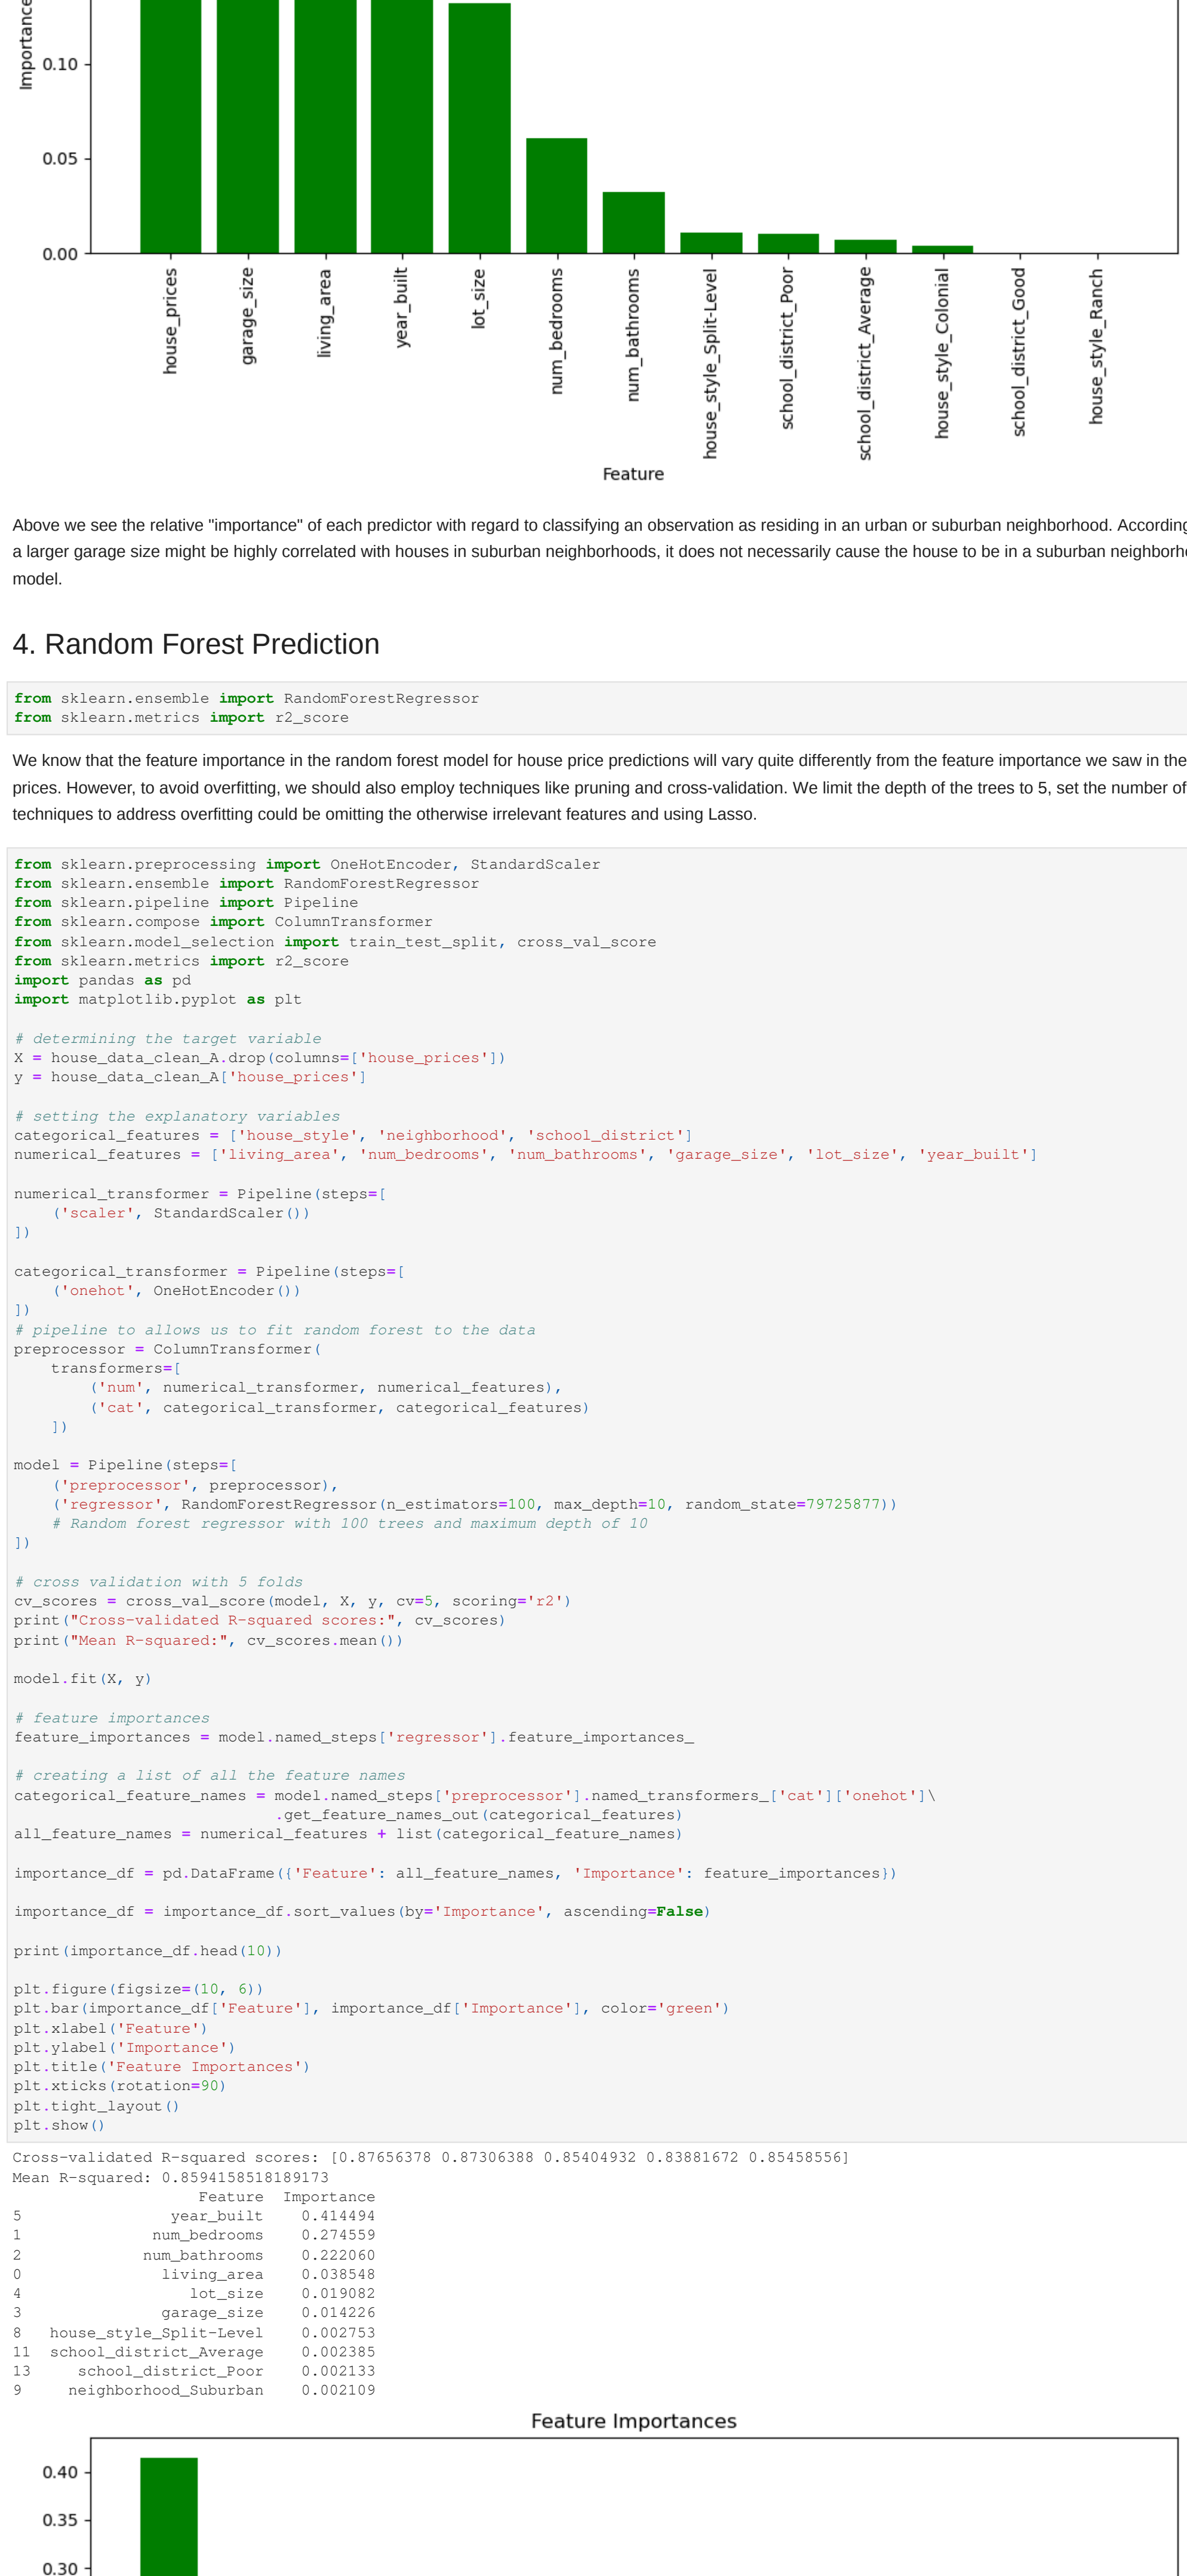 Importance
0.10
0.05
0.00
house_prices
garage_size
living_area
year_built
lot_size
num_bedrooms
num_bathrooms
house_style_Split-Level
school_district_Poor
school_district_Average
house_style_Colonial
school_district_Good
house_style_Ranch
Feature
Above we see the relative "importance" of each predictor with regard to classifying an observation as residing in an urban or suburban neighborhood. According
a larger garage size might be highly correlated with houses in suburban neighborhoods, it does not necessarily cause the house to be in a suburban
model.
4. Random Forest Prediction
from sklearn.ensemble import RandomForestRegressor
from sklearn.metrics import r2_score
We know that the feature importance in the random forest model for house price predictions will vary quite differently from the feature importance we saw in the
prices. However, to avoid overfitting, we should also employ techniques like pruning and cross-validation. We limit the depth of the trees to 5, set the number of
techniques to address overfitting could be omitting the otherwise irrelevant features and using Lasso.
from sklearn.preprocessing import OneHotEncoder, StandardScaler
from sklearn.ensemble import RandomForestRegressor
from sklearn.pipeline import Pipeline
from sklearn.compose import ColumnTransformer
from sklearn.model_selection import train_test_split, cross_val_score
from sklearn.metrics import r2_score
import pandas as pd
import matplotlib.pyplot as plt
# determining the target variable
X = house_data_clean_A.drop(columns=['house_prices'])
y = house_data_clean_A['house_prices']
# setting the explanatory variables
categorical_features = ['house_style', 'neighborhood', 'school_district']
numerical_features = ['living_area', 'num_bedrooms', 'num_bathrooms', 'garage_size', 'lot_size', 'year_built']
numerical_transformer = Pipeline(steps=[
    ('scaler', StandardScaler())
])
categorical_transformer = Pipeline(steps=[
    ('onehot', OneHotEncoder())
])
# pipeline to allows us to fit random forest to the data
preprocessor = ColumnTransformer(
    transformers=[
        ('num', numerical_transformer, numerical_features),
        ('cat', categorical_transformer, categorical_features)
    ])
model = Pipeline(steps=[
    ('preprocessor', preprocessor),
    ('regressor', RandomForestRegressor(n_estimators=100, max_depth=10, random_state=79725877))
    # Random forest regressor with 100 trees and maximum depth of 10
])
# cross validation with 5 folds
cv_scores = cross_val_score(model, X, y, cv=5, scoring='r2')
print("Cross-validated R-squared scores:", cv_scores)
print("Mean R-squared:", cv_scores.mean())
model.fit(X, y)
# feature importances
feature_importances = model.named_steps['regressor'].feature_importances_
# creating a list of all the feature names
categorical_feature_names = model.named_steps['preprocessor'].named_transformers_['cat']['onehot']\
                            .get_feature_names_out(categorical_features)
all_feature_names = numerical_features + list(categorical_feature_names)
importance_df = pd.DataFrame({'Feature': all_feature_names, 'Importance': feature_importances})
importance_df = importance_df.sort_values(by='Importance', ascending=False)
print(importance_df.head(10))
plt.figure(figsize=(10, 6))
plt.bar(importance_df['Feature'], importance_df['Importance'], color='green')
plt.xlabel('Feature')
plt.ylabel('Importance')
plt.title('Feature Importances')
plt.xticks(rotation=90)
plt.tight_layout()
plt.show()
Cross-validated R-squared scores: [0.87656378 0.87306388 0.85404932 0.83881672 0.85458556]
Mean R-squared: 0.8594158518189173
                    Feature  Importance
5                year_built    0.414494
1              num_bedrooms    0.274559
2             num_bathrooms    0.222060
0               living_area    0.038548
4                  lot_size    0.019082
3               garage_size    0.014226
8   house_style_Split-Level    0.002753
11  school_district_Average    0.002385
13     school_district_Poor    0.002133
9     neighborhood_Suburban    0.002109
Feature Importances
0.40
0.35
0.30